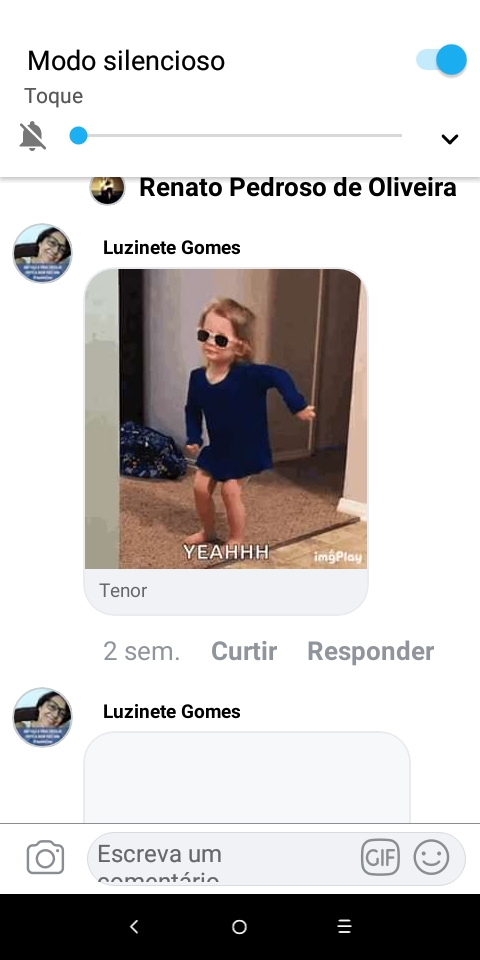 Modo silencioso
Toque
Renato Pedroso de Oliveira
Luzinete Gomes
YEAHHH
imgPlay
Tenor
2 sem. Curtir Responder
Luzinete Gomes
Escreva um
comentário
GIF